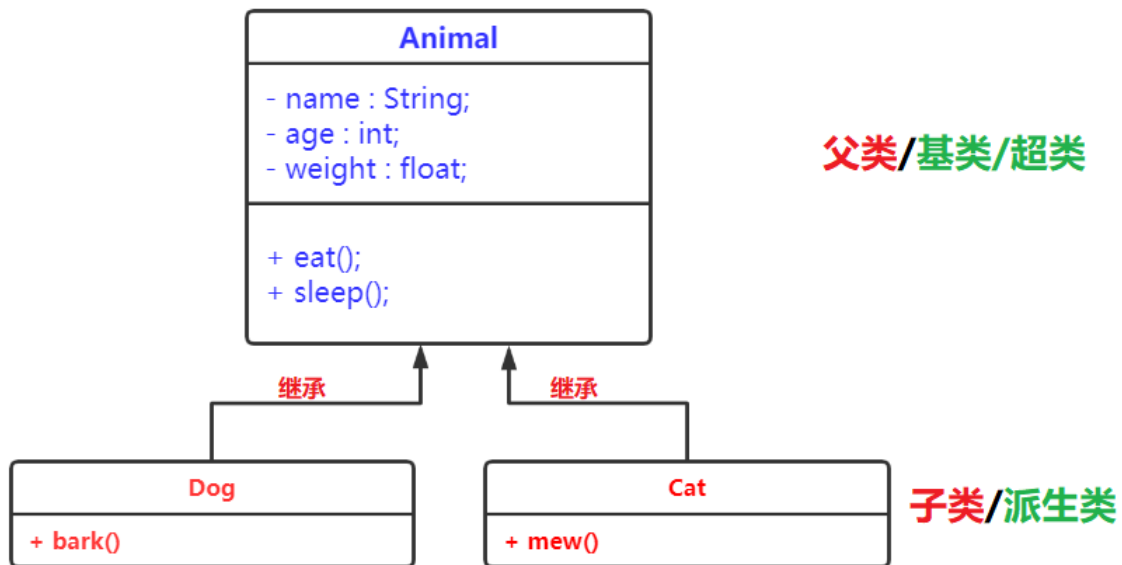 Animal
- name : String;
- age : int;
- weight : float;
父类/基类/超类
+ eat();
+ sleep();
继承
继承
Dog
Cat
子类/派生类
+ bark()
+ mew()